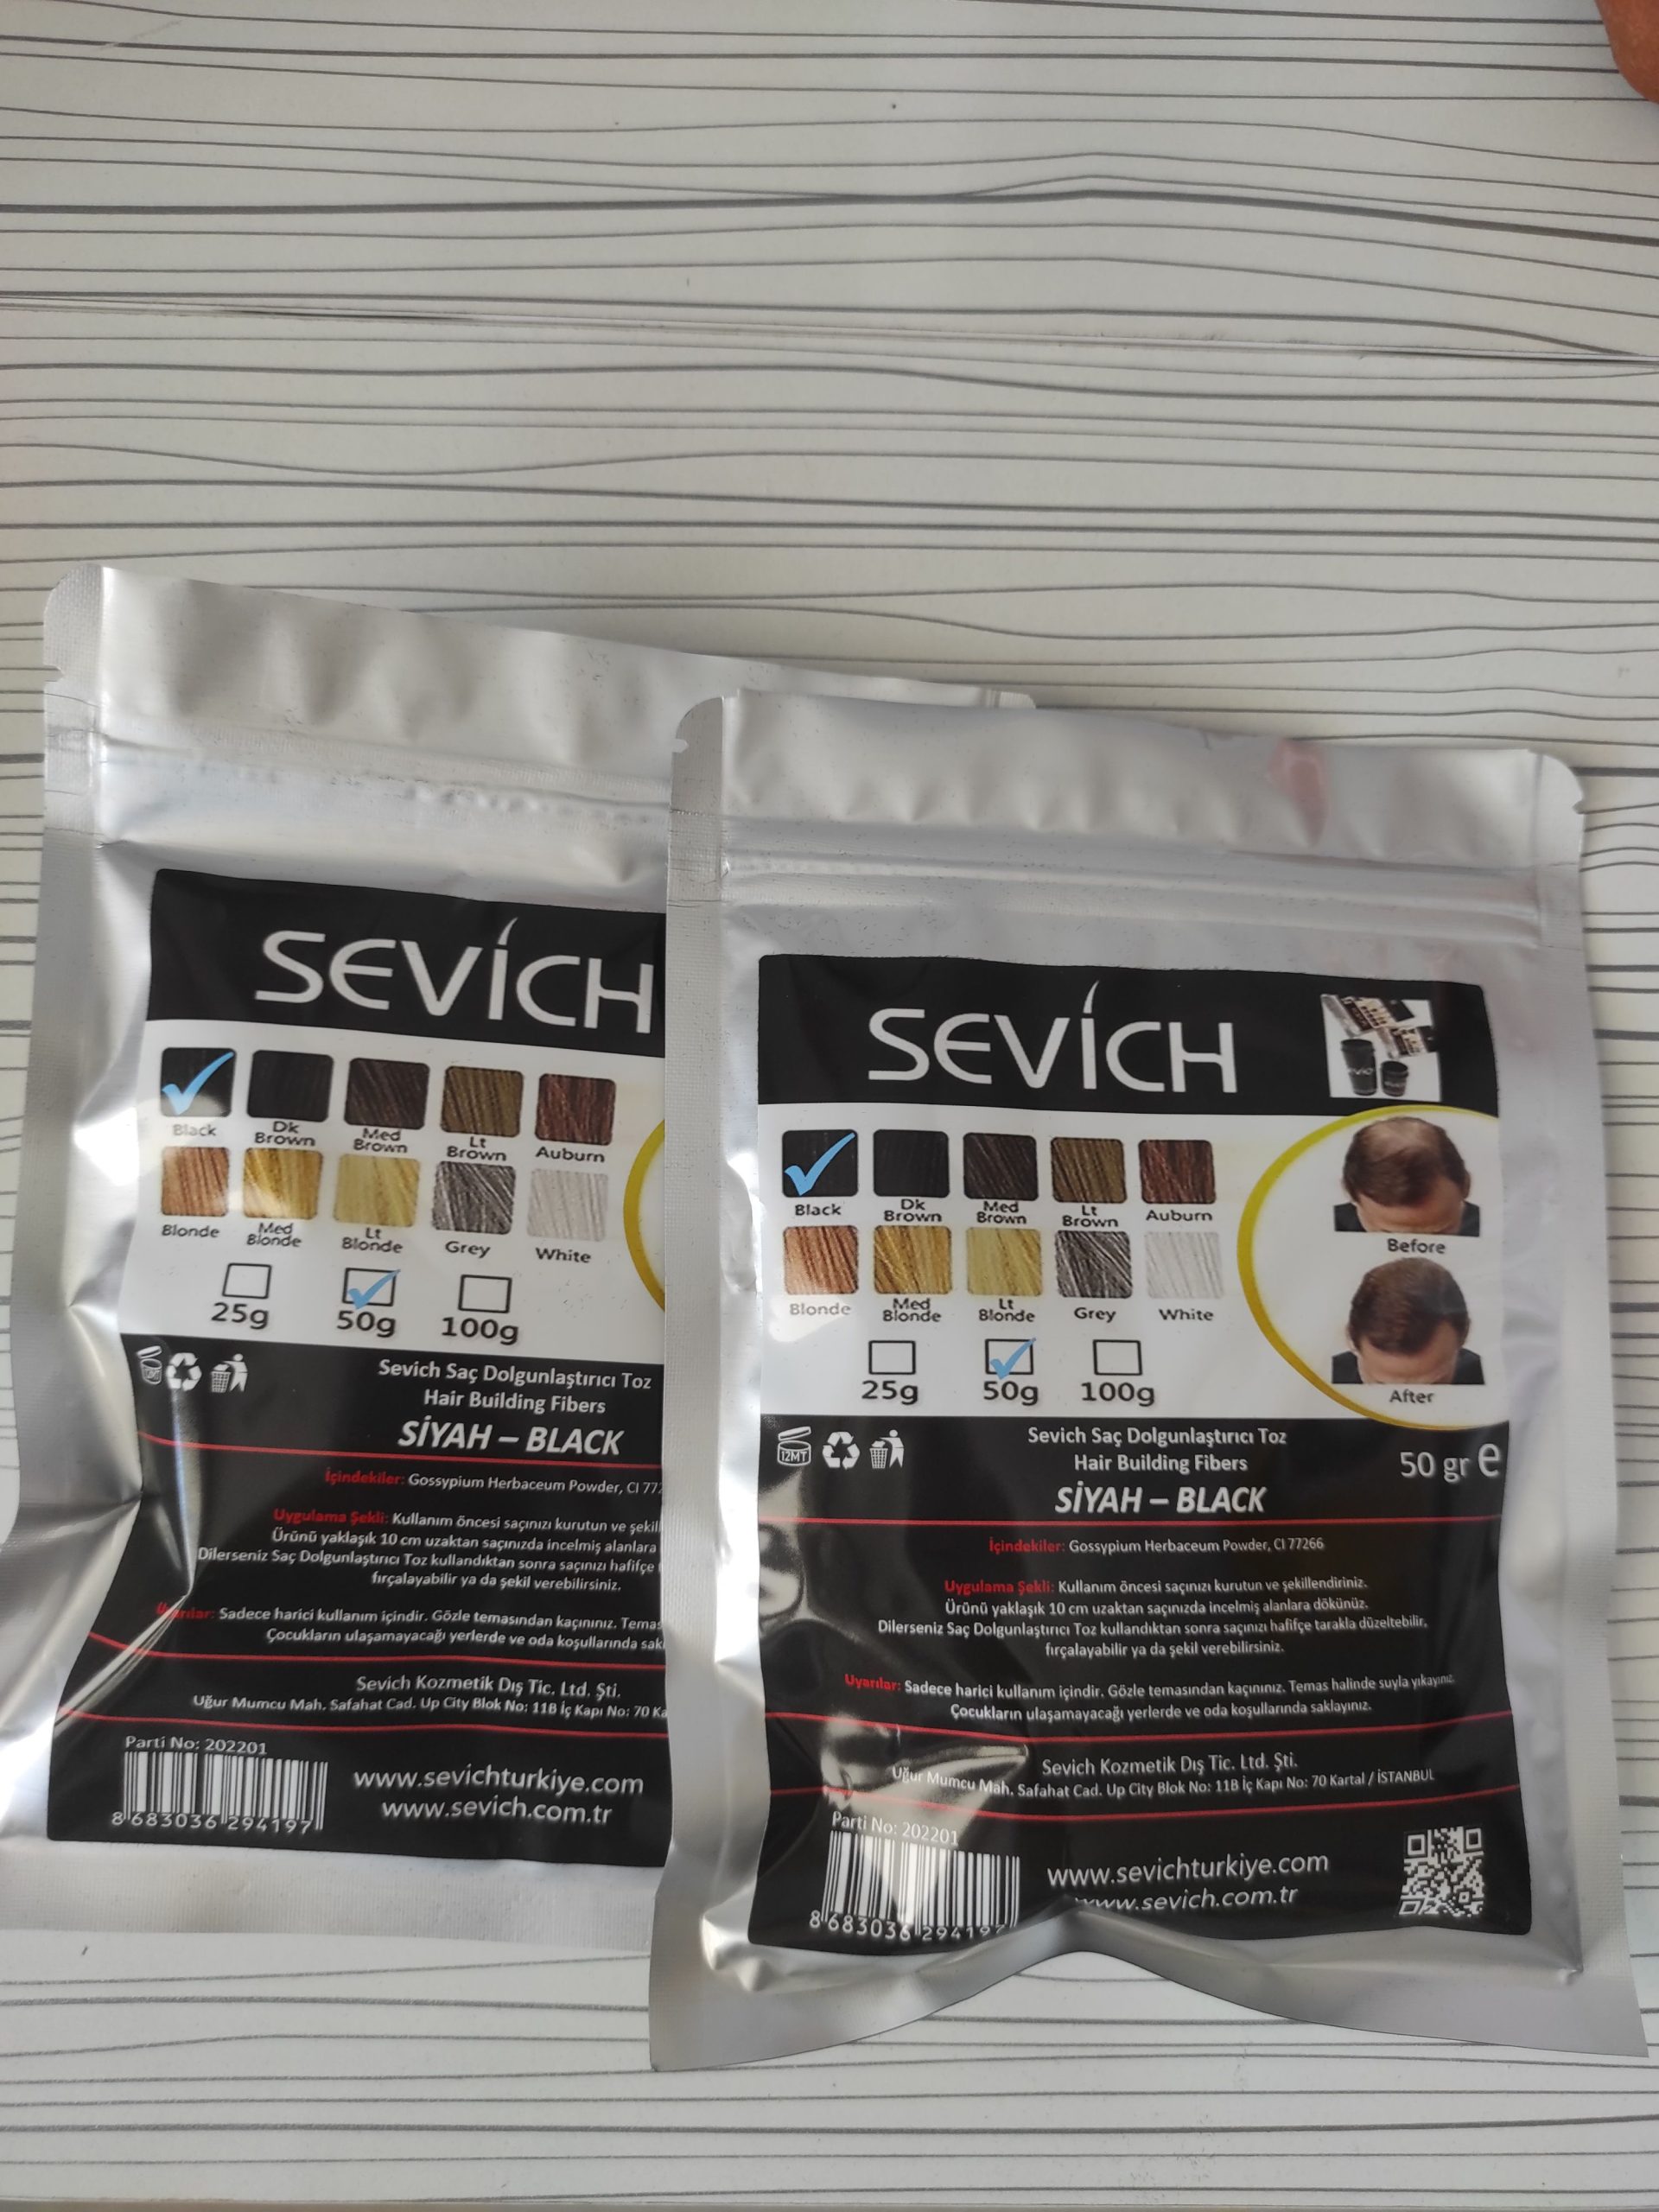 SEVİCH
Black
Dk Brown
Med Brown
Lt Brown
Auburn
Blonde
Med Blonde
Lt Blonde
Grey
White
25g
50g
100g
Sevich Saç Dolgunlaştırıcı Toz
Hair Building Fibers
SİYAH – BLACK
İçindekiler: Gossypium Herbaceum Powder, CI 77
Uygulama Şekli: Kullanım öncesi saçınızı kurutun ve şekill
Ürünü yaklaşık 10 cm uzaktan saçınızda incelmiş alanlara
Dilerseniz Saç Dolgunlaştırıcı Toz kullandıktan sonra saçınızı hafifçe
fırçalayabilir ya da şekil verebilirsiniz.
Uyarılar: Sadece harici kullanım içindir. Gözle temasından kaçınınız. Temas
Çocukların ulaşamayacağı yerlerde ve oda koşullarında sak
Sevich Kozmetik Dış Tic. Ltd. Şti.
Uğur Mumcu Mah. Safahat Cad. Up City Blok No: 11B İç Kapı No: 70 Ka
Parti No: 202201
8 683036 294197
www.sevichturkiye.com
www.sevich.com.tr
SEVİCH
Black
Dk Brown
Med Brown
Lt Brown
Auburn
Blonde
Med Blonde
Lt Blonde
Grey
White
Before
After
25g
50g
100g
12MT
Sevich Saç Dolgunlaştırıcı Toz
Hair Building Fibers
SİYAH – BLACK
50 gr e
İçindekiler: Gossypium Herbaceum Powder, CI 77266
Uygulama Şekli: Kullanım öncesi saçınızı kurutun ve şekillendiriniz.
Ürünü yaklaşık 10 cm uzaktan saçınızda incelmiş alanlara dökünüz.
Dilerseniz Saç Dolgunlaştırıcı Toz kullandıktan sonra saçınızı hafifçe tarakla düzeltebilir,
fırçalayabilir ya da şekil verebilirsiniz.
Uyarılar: Sadece harici kullanım içindir. Gözle temasından kaçınınız. Temas halinde suyla yıkayınız.
Çocukların ulaşamayacağı yerlerde ve oda koşullarında saklayınız.
Sevich Kozmetik Dış Tic. Ltd. Şti.
Uğur Mumcu Mah. Safahat Cad. Up City Blok No: 11B İç Kapı No: 70 Kartal / İSTANBUL
Parti No: 202201
8 683036 294197
www.sevichturkiye.com
www.sevich.com.tr